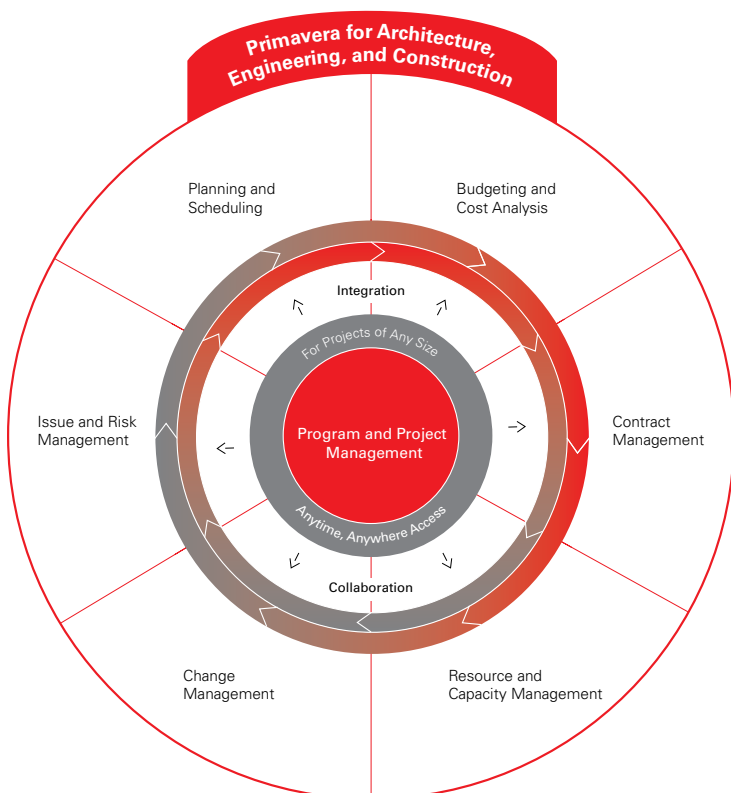 Primavera for Architecture,
Engineering, and Construction
Planning and
Scheduling
Budgeting and
Cost Analysis
Integration
For Projects of Any Size
Issue and Risk
Management
Program and Project
Management
Contract
Management
Anytime, Anywhere Access
Collaboration
Change
Management
Resource and
Capacity Management